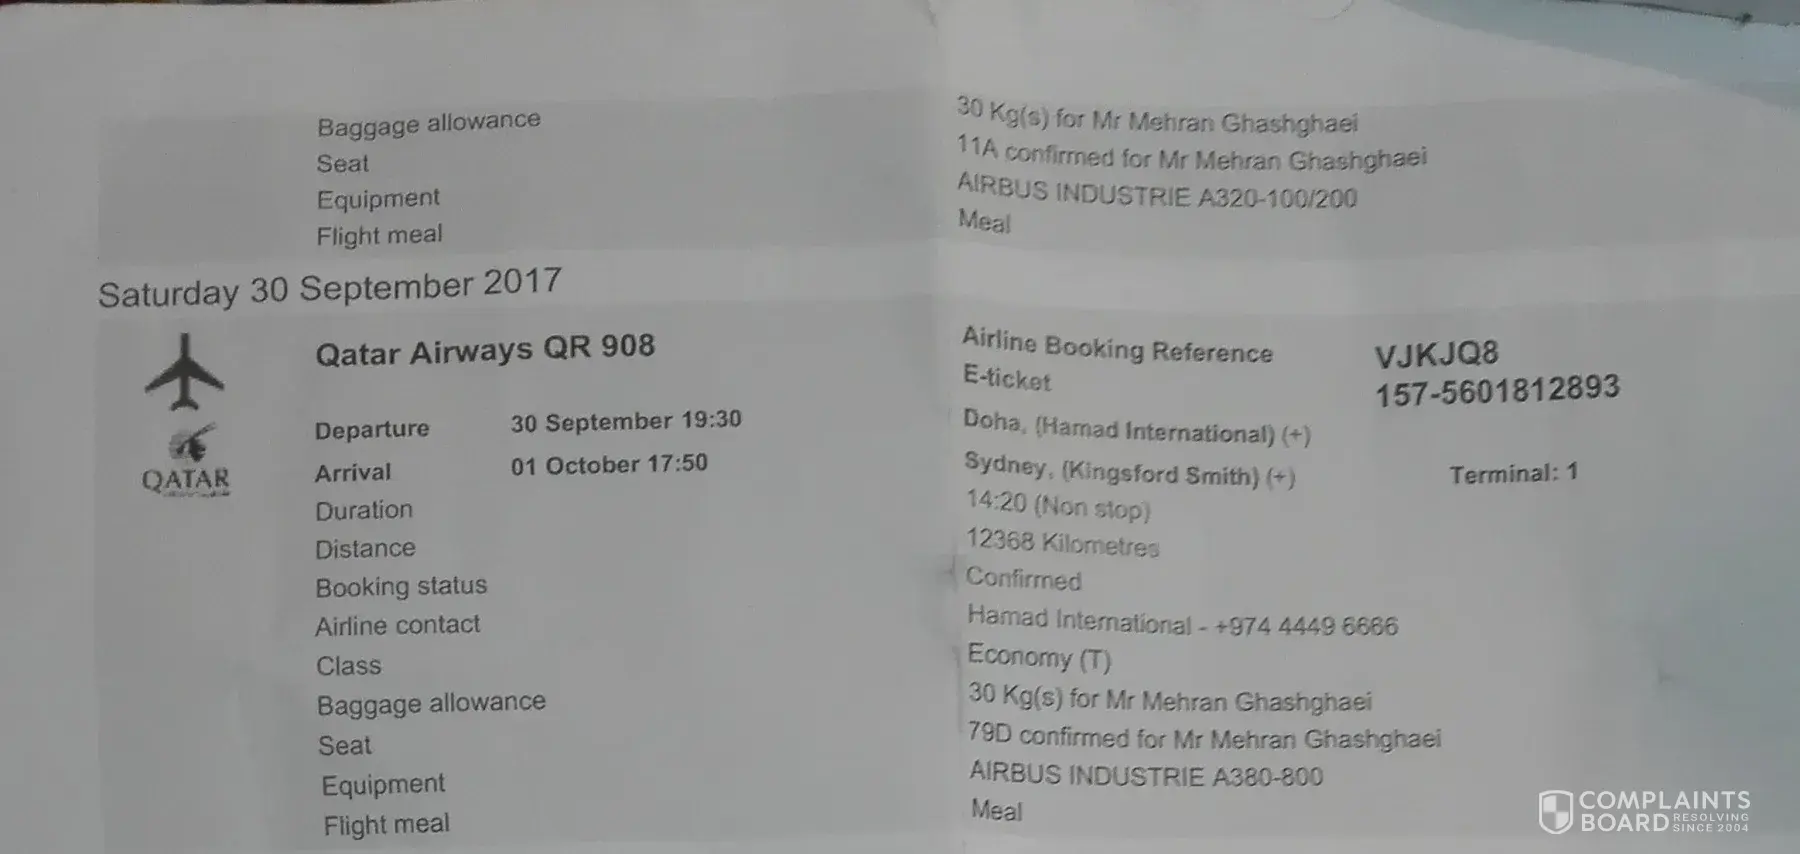 Baggage allowance 30 Kg(s) for Mr Mehran Ghashghaei
Seat 11A confirmed for Mr Mehran Ghashghaei
Equipment AIRBUS INDUSTRIE A320-100/200
Flight meal Meal
Saturday 30 September 2017
Qatar Airways QR 908 Airline Booking Reference VJKJQ8
E-ticket 157-5601812893
Departure 30 September 19:30 Doha, (Hamad International) (+)
Arrival 01 October 17:50 Sydney, (Kingsford Smith) (+) Terminal: 1
QATAR
Duration 14:20 (Non stop)
Distance 12368 Kilometres
Booking status Confirmed
Airline contact Hamad International - +974 4449 6666
Class Economy (T)
Baggage allowance 30 Kg(s) for Mr Mehran Ghashghaei
Seat 79D confirmed for Mr Mehran Ghashghaei
Equipment AIRBUS INDUSTRIE A380-800
Flight meal Meal
COMPLAINTS
BOARD RESOLVING SINCE 2004